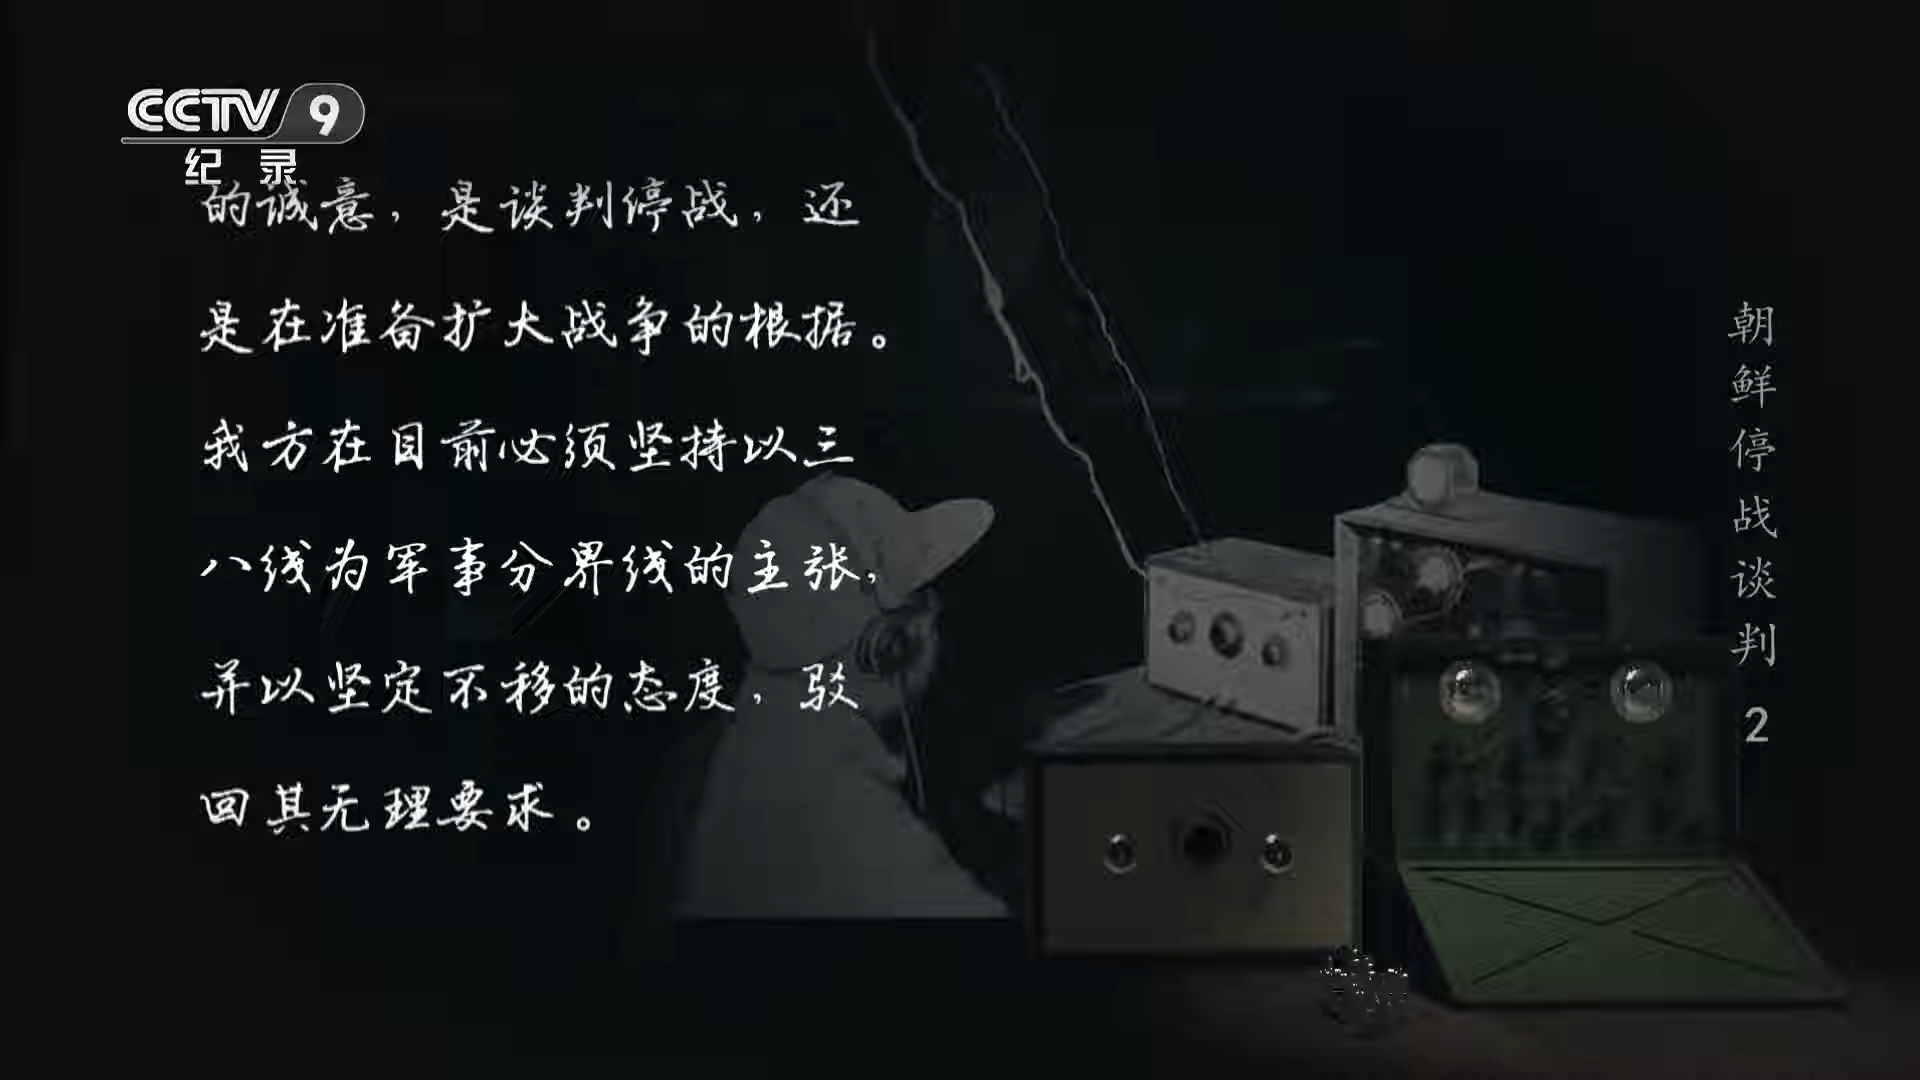 CCTV 9
纪录
的诚意，是谈判停战，还
是在准备扩大战争的根据。
我方在目前必须坚持以三
八线为军事分界线的主张，
并以坚定不移的态度，驳
回其无理要求。
朝鲜停战谈判 2